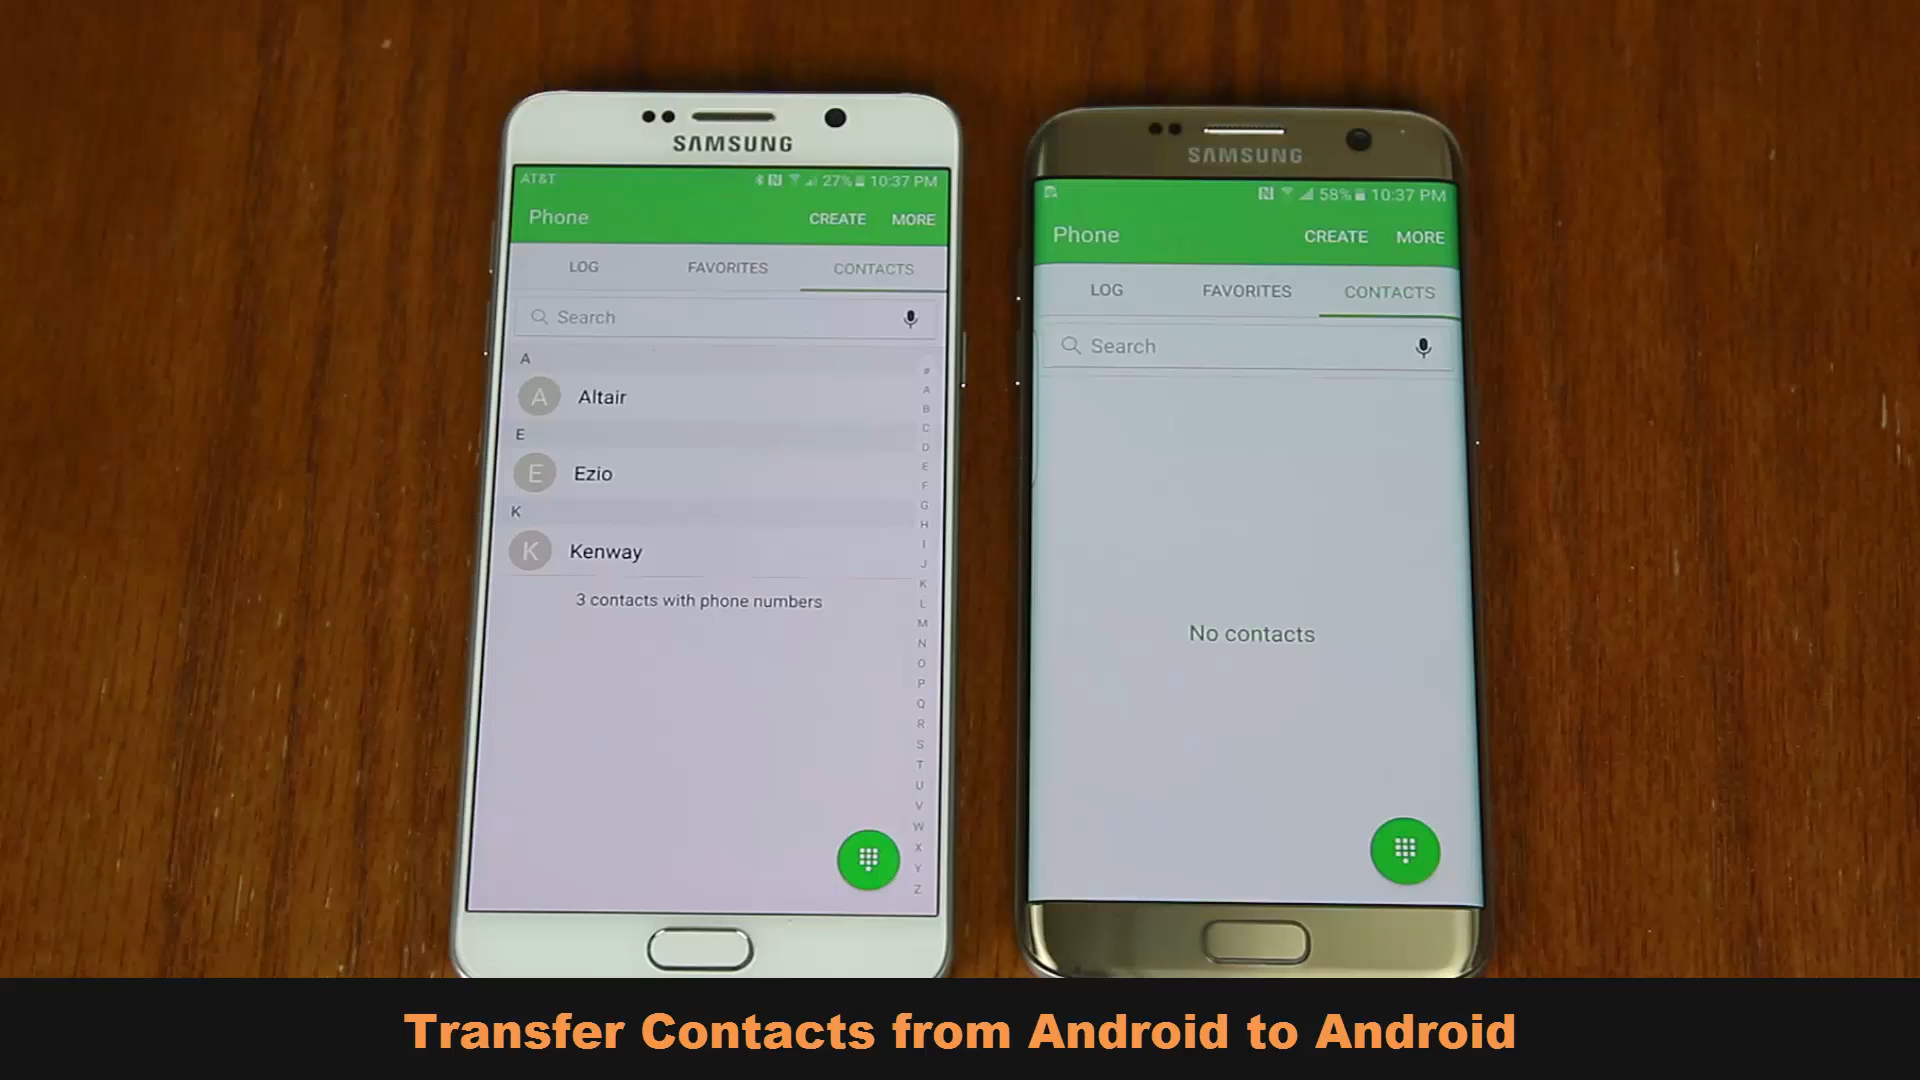 SAMSUNG
AT&T 27% 10:37 PM
Phone CREATE MORE
LOG FAVORITES CONTACTS
Search
A
A Altair
E
E Ezio
K
K Kenway
3 contacts with phone numbers
#
A
B
C
D
E
F
G
H
I
J
K
L
M
N
O
P
Q
R
S
T
U
V
W
X
Y
Z
SAMSUNG
58% 10:37 PM
Phone CREATE MORE
LOG FAVORITES CONTACTS
Search
No contacts
Transfer Contacts from Android to Android